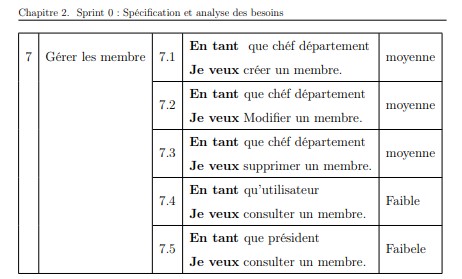 Chapitre 2. Sprint 0 : Spécification et analyse des besoins
7 Gérer les membre 7.1 En tant que chéf département
Je veux créer un membre. moyenne
7.2 En tant que chéf département
Je veux Modifier un membre. moyenne
7.3 En tant que chéf département
Je veux supprimer un membre. moyenne
7.4 En tant qu'utilisateur
Je veux consulter un membre. Faible
7.5 En tant que président
Je veux consulter un membre. Faibele